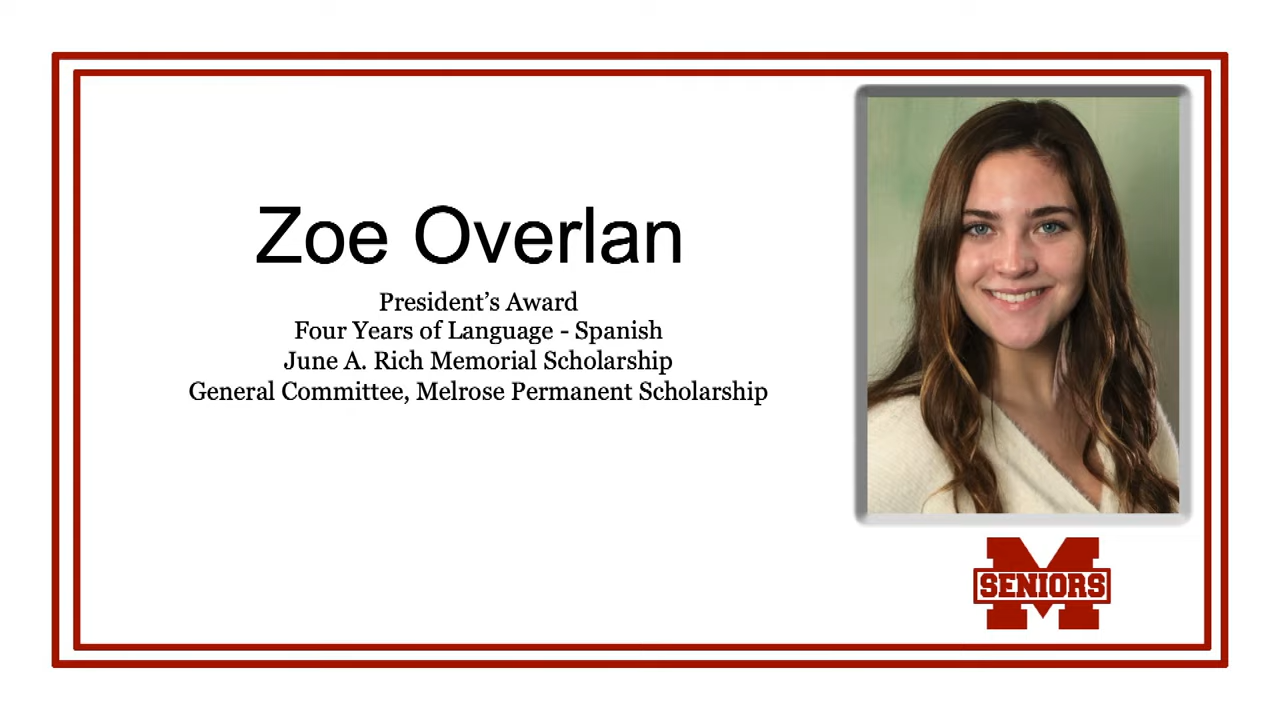 Zoe Overlan
President’s Award
Four Years of Language - Spanish
June A. Rich Memorial Scholarship
General Committee, Melrose Permanent Scholarship
M
SENIORS